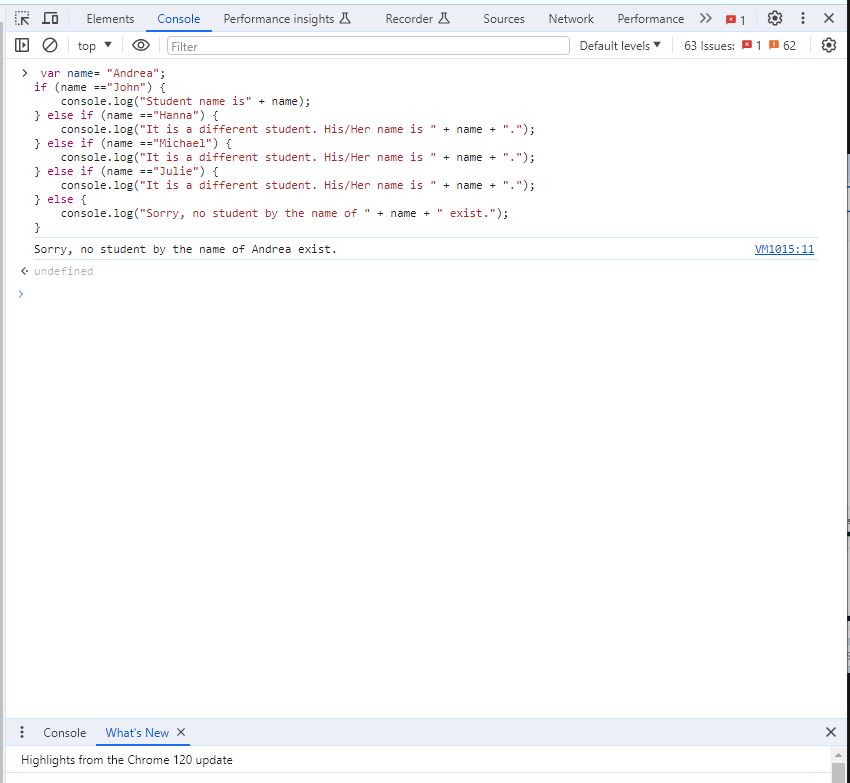 Elements Console Performance insights Recorder Sources Network Performance 1
top Filter Default levels 63 Issues: 1 62
var name= "Andrea";
if (name =="John") {
    console.log("Student name is" + name);
} else if (name =="Hanna") {
    console.log("It is a different student. His/Her name is " + name + ".");
} else if (name =="Michael") {
    console.log("It is a different student. His/Her name is " + name + ".");
} else if (name =="Julie") {
    console.log("It is a different student. His/Her name is " + name + ".");
} else {
    console.log("Sorry, no student by the name of " + name + " exist.");
}
Sorry, no student by the name of Andrea exist. VM1015:11
undefined
Console What's New
Highlights from the Chrome 120 update